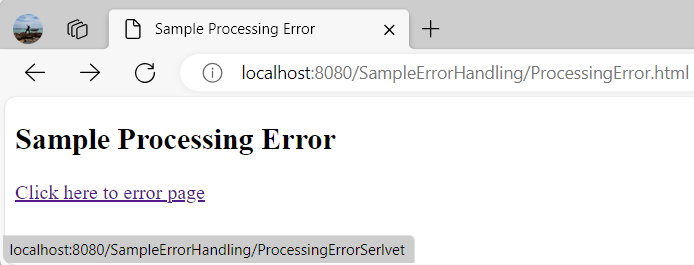 Sample Processing Error
localhost:8080/SampleErrorHandling/ProcessingError.html
Sample Processing Error
Click here to error page
localhost:8080/SampleErrorHandling/ProcessingErrorSerlvet